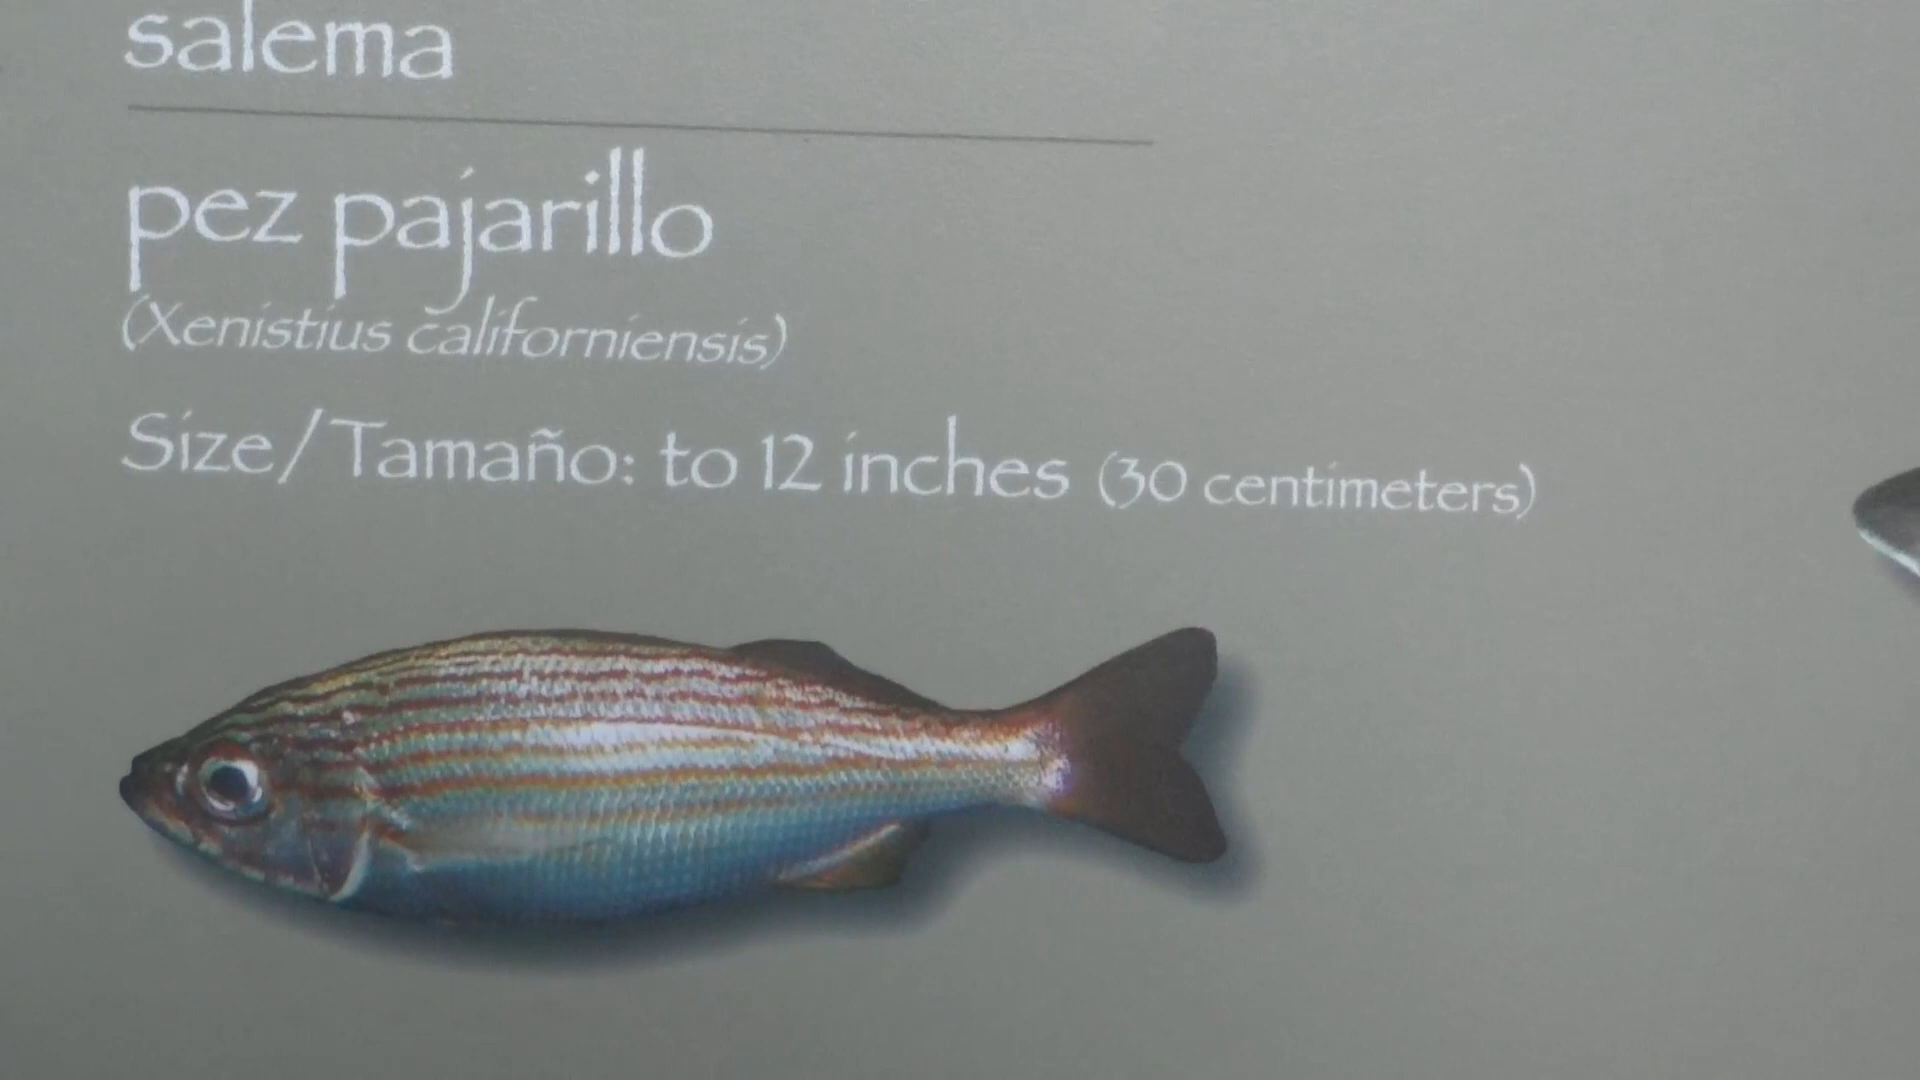 salema
pez pajarillo
(Xenistius californiensis)
Size/Tamaño: to 12 inches (30 centimeters)